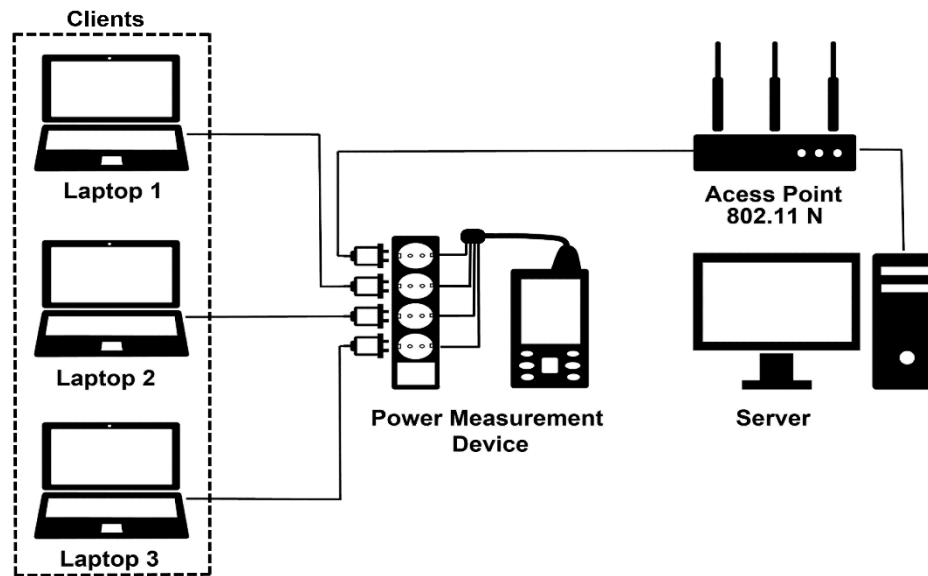 Clients
Laptop 1
Laptop 2
Laptop 3
Power Measurement
Device
Acess Point
802.11 N
Server